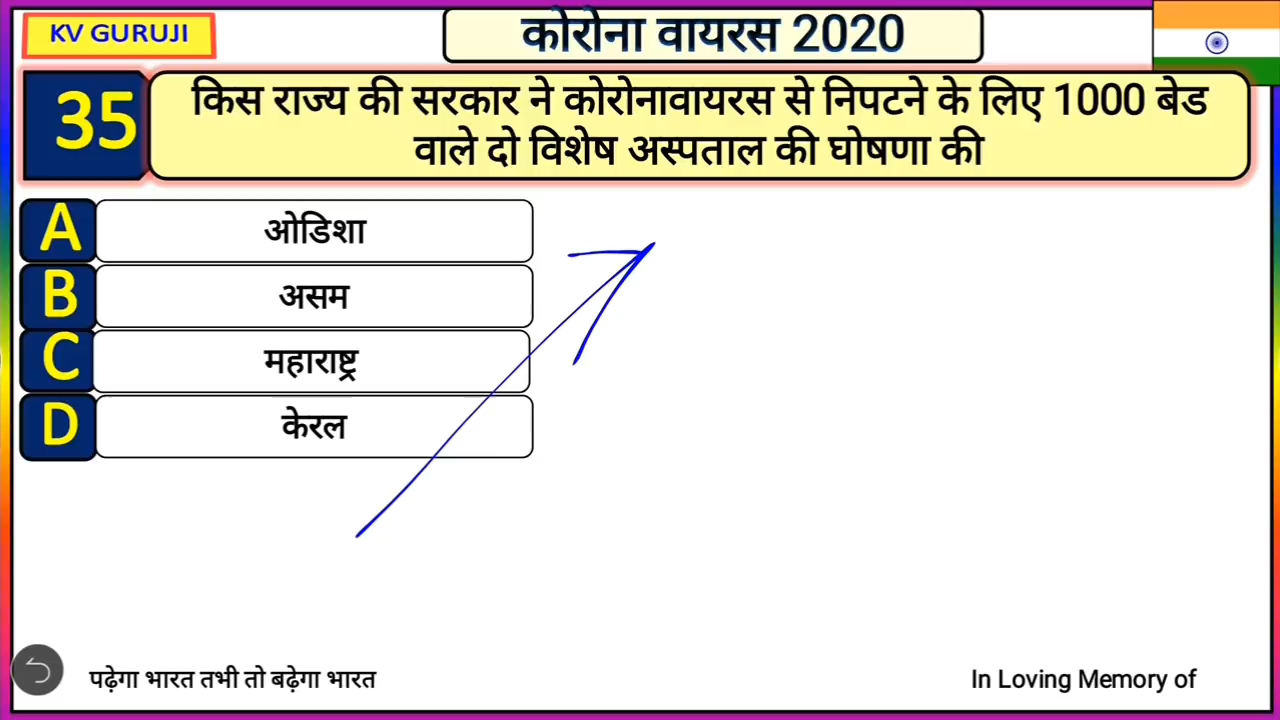 KV GURUJI
कोरोना वायरस 2020
35
किस राज्य की सरकार ने कोरोनावायरस से निपटने के लिए 1000 बेड
वाले दो विशेष अस्पताल की घोषणा की
A ओडिशा
B असम
C महाराष्ट्र
D केरल
पढ़ेगा भारत तभी तो बढ़ेगा भारत
In Loving Memory of